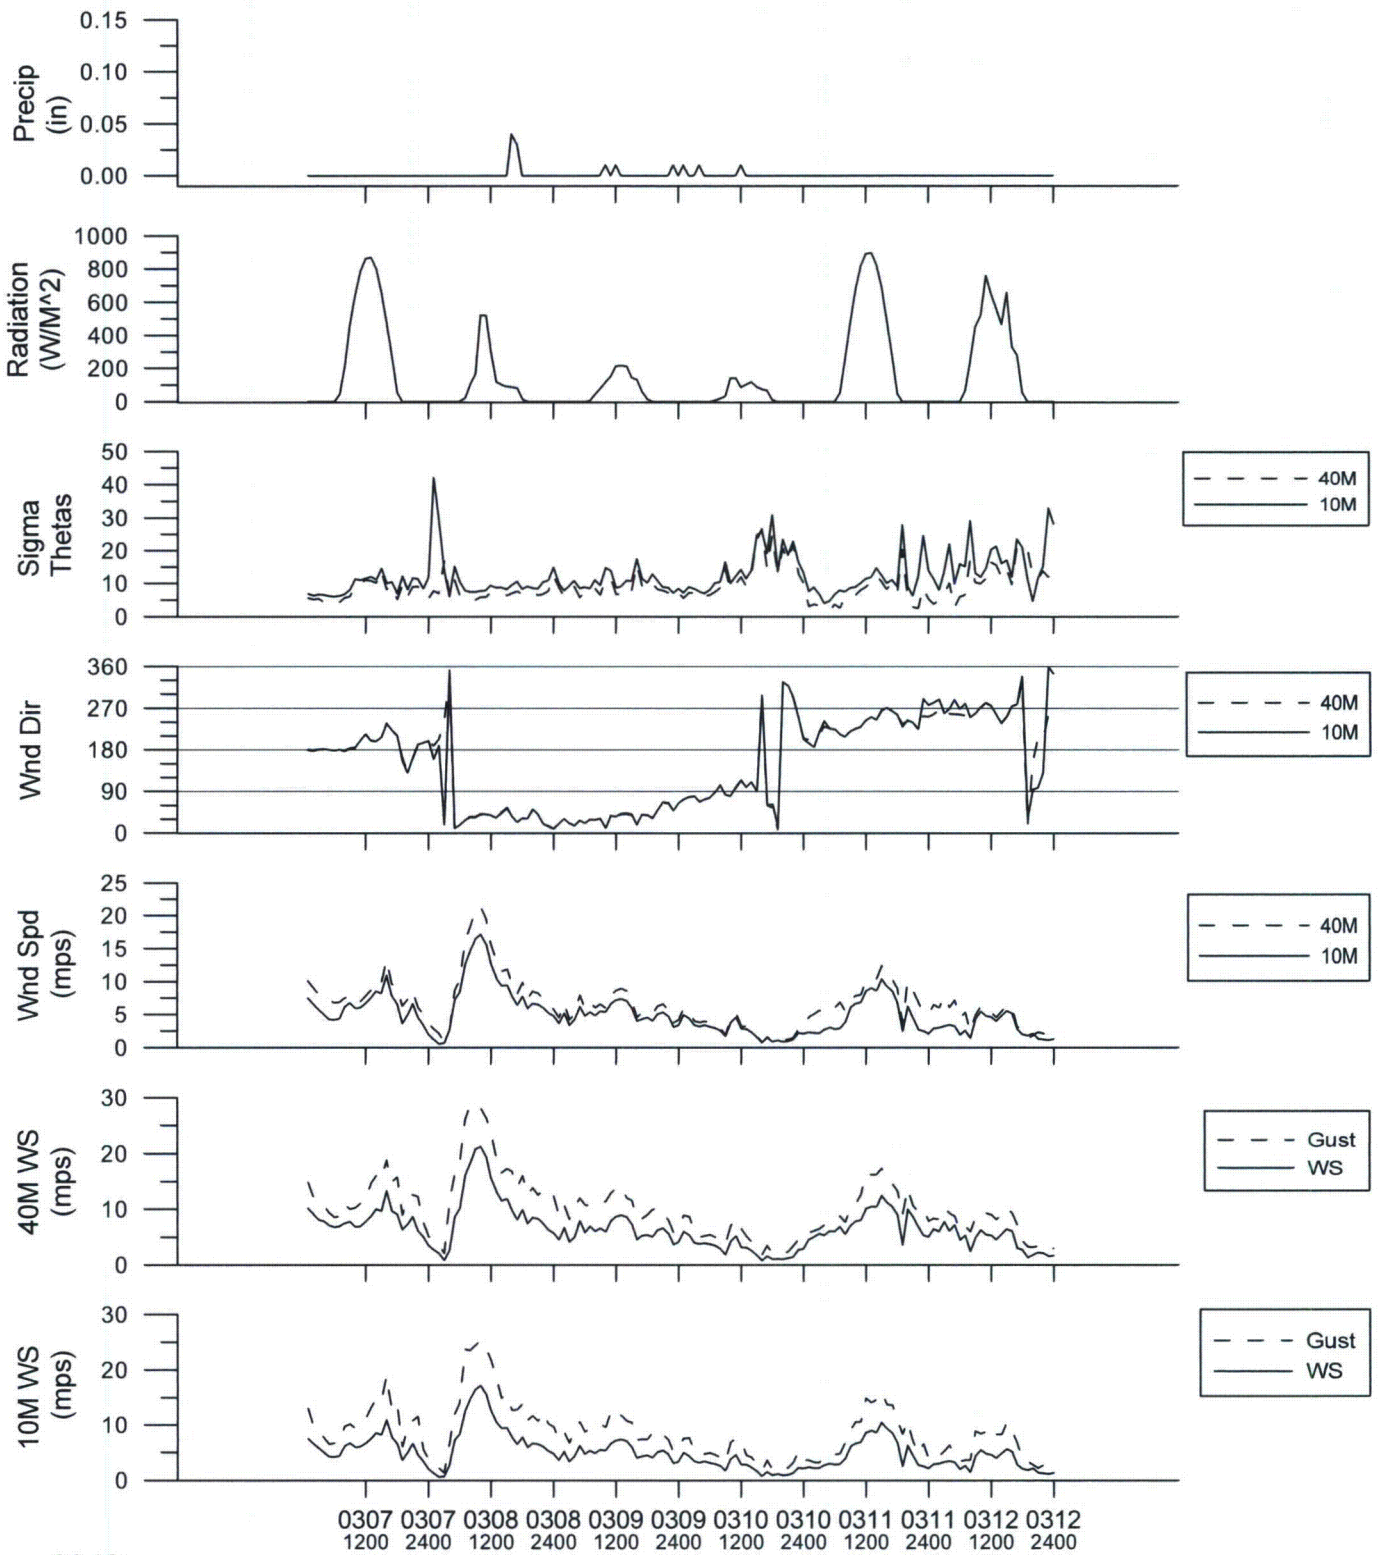 Precip
(in)
0.15
0.10
0.05
0.00
Radiation
(W/M^2)
1000
800
600
400
200
0
Sigma
Thetas
50
40
30
20
10
0
40M
10M
Wnd Dir
360
270
180
90
0
40M
10M
Wnd Spd
(mps)
25
20
15
10
5
0
40M
10M
40M WS
(mps)
30
20
10
0
Gust
WS
10M WS
(mps)
30
20
10
0
Gust
WS
0307 0307 0308 0308 0309 0309 0310 0310 0311 0311 0312 0312
1200 2400 1200 2400 1200 2400 1200 2400 1200 2400 1200 2400